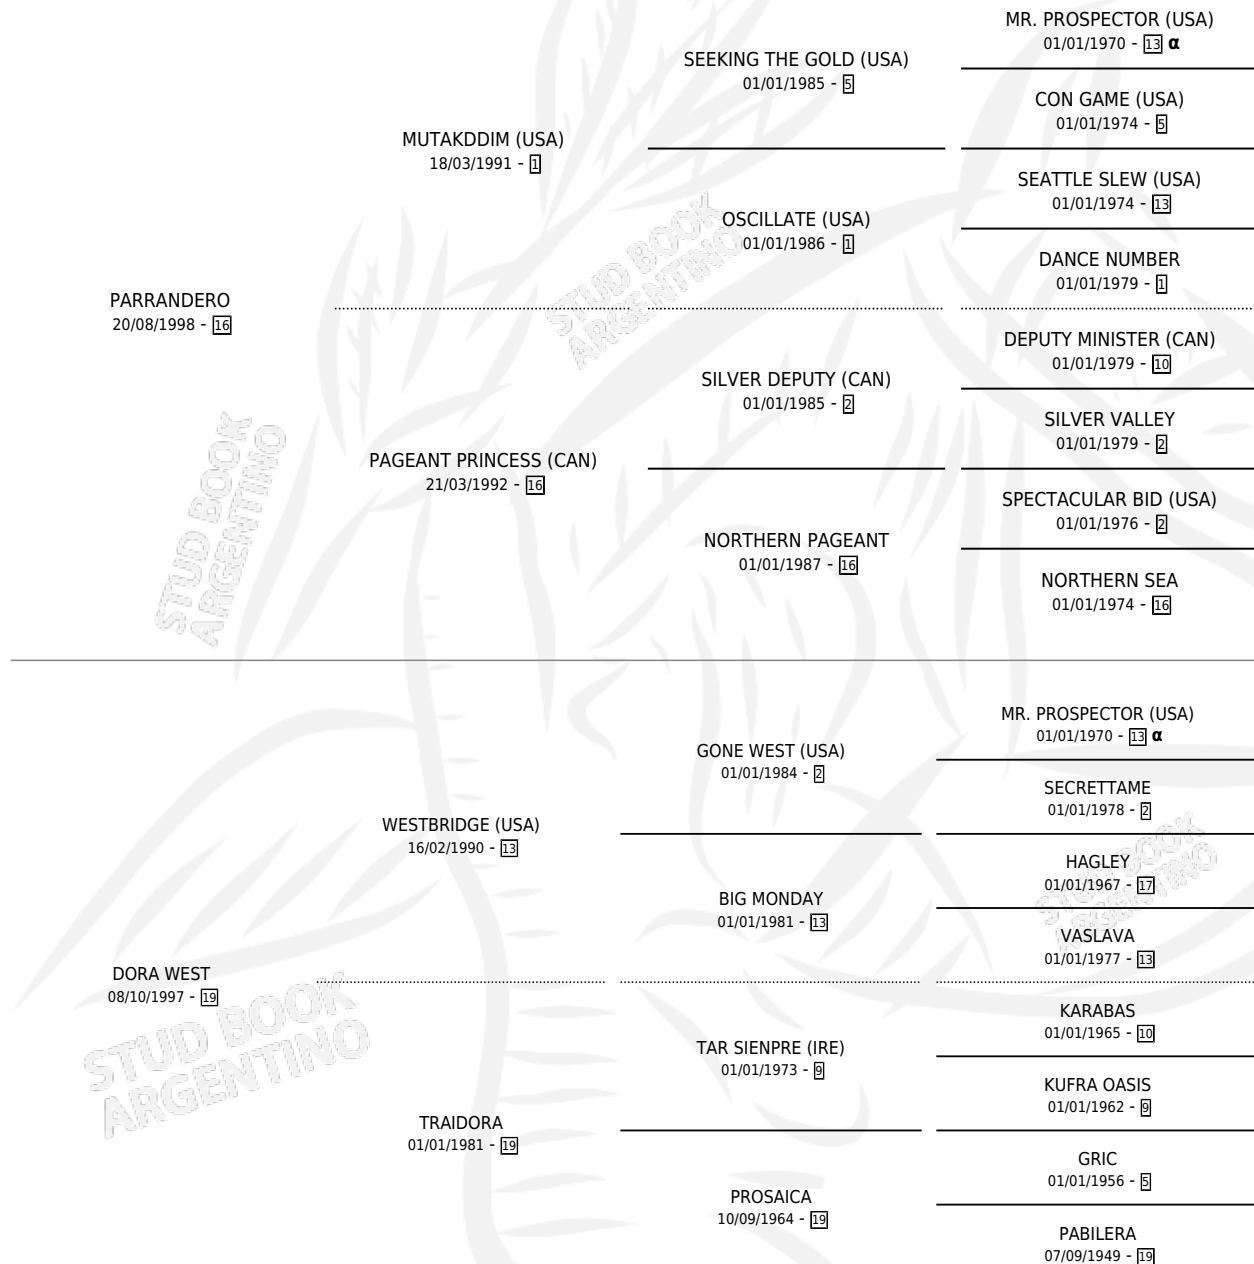 MR. PROSPECTOR (USA)
01/01/1970 - 13 α
SEEKING THE GOLD (USA)
01/01/1985 - 5
CON GAME (USA)
01/01/1974 - 5
MUTAKDDIM (USA)
18/03/1991 - 1
SEATTLE SLEW (USA)
01/01/1974 - 13
OSCILLATE (USA)
01/01/1986 - 1
DANCE NUMBER
01/01/1979 - 1
PARRANDERO
20/08/1998 - 16
DEPUTY MINISTER (CAN)
01/01/1979 - 10
SILVER DEPUTY (CAN)
01/01/1985 - 2
SILVER VALLEY
01/01/1979 - 2
PAGEANT PRINCESS (CAN)
21/03/1992 - 16
SPECTACULAR BID (USA)
01/01/1976 - 2
NORTHERN PAGEANT
01/01/1987 - 16
NORTHERN SEA
01/01/1974 - 16
MR. PROSPECTOR (USA)
01/01/1970 - 13 α
GONE WEST (USA)
01/01/1984 - 2
SECRETTAME
01/01/1978 - 2
WESTBRIDGE (USA)
16/02/1990 - 13
HAGLEY
01/01/1967 - 17
BIG MONDAY
01/01/1981 - 13
VASLAVA
01/01/1977 - 13
DORA WEST
08/10/1997 - 19
KARABAS
01/01/1965 - 10
TAR SIENPRE (IRE)
01/01/1973 - 9
KUFRA OASIS
01/01/1962 - 9
TRAIDORA
01/01/1981 - 19
GRIC
01/01/1956 - 5
PROSAICA
10/09/1964 - 19
PABILERA
07/09/1949 - 19
STUD BOOK
ARGENTINO
STUD BOOK
ARGENTINO
STUD BOOK
ARGENTINO
STUD BOOK
ARGENTINO